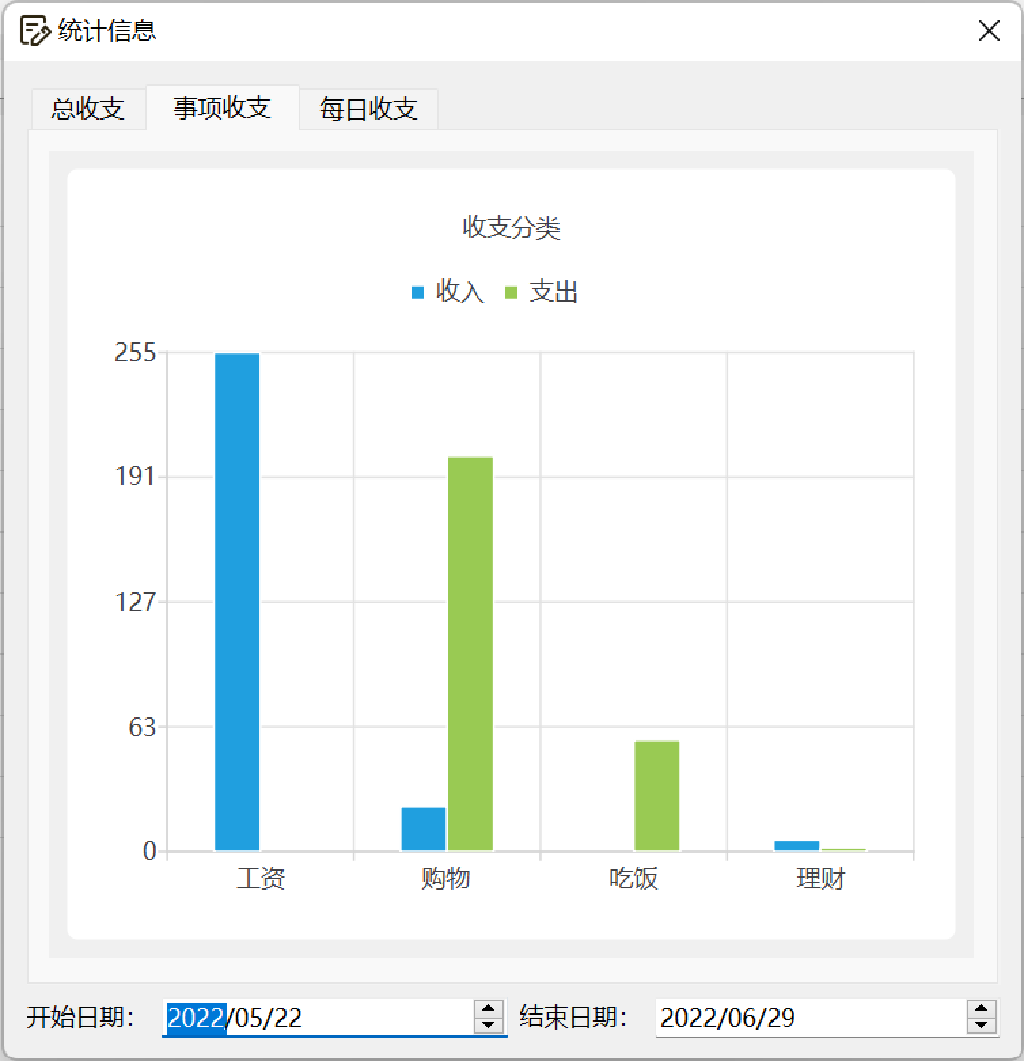 统计信息
总收支 事项收支 每日收支
收支分类
收入 支出
255
191
127
63
0
工资 购物 吃饭 理财
开始日期： 2022/05/22 结束日期： 2022/06/29